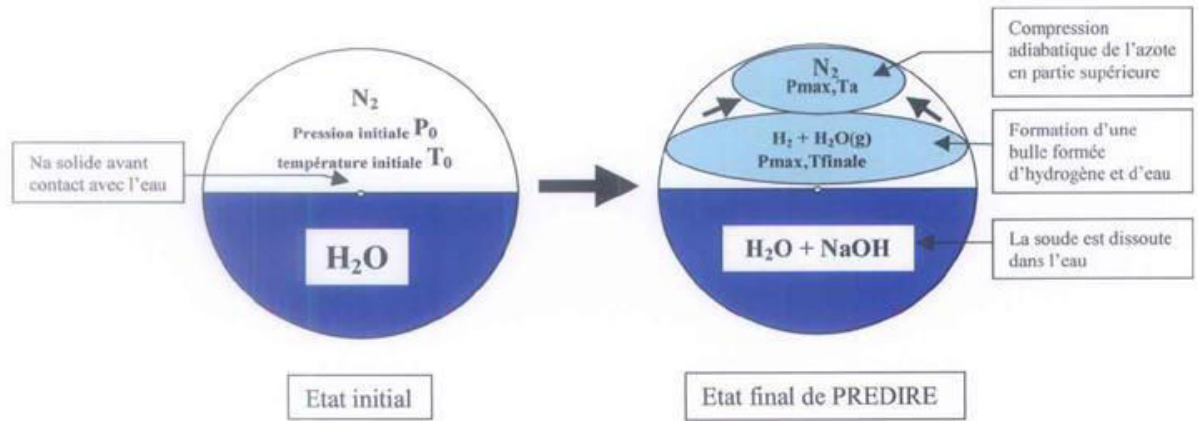 N2
Pression initiale P0
température initiale T0
Na solide avant
contact avec l'eau
H2O
Etat initial
N2
Pmax,Ta
H2 + H2O(g)
Pmax,Tfinale
H2O + NaOH
Etat final de PREDIRE
Compression
adiabatique de l'azote
en partie supérieure
Formation d'une
bulle formée
d'hydrogène et d'eau
La soude est dissoute
dans l'eau